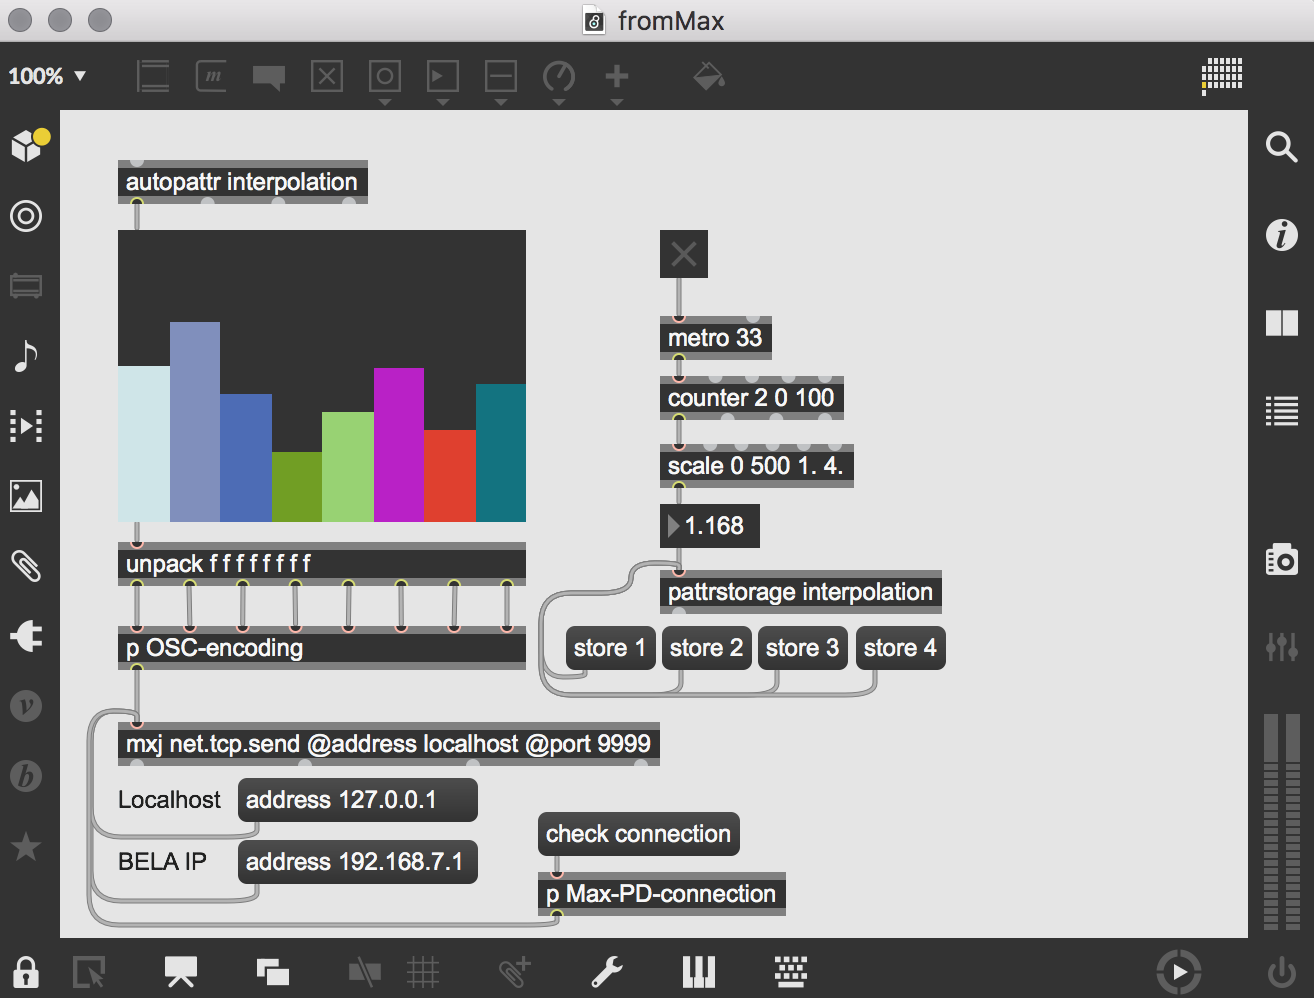 fromMax
100%
autopattr interpolation
metro 33
counter 2 0 100
scale 0 500 1. 4.
1.168
unpack f f f f f f f f
pattrstorage interpolation
p OSC-encoding
store 1
store 2
store 3
store 4
mxj net.tcp.send @address localhost @port 9999
Localhost
address 127.0.0.1
check connection
BELA IP
address 192.168.7.1
p Max-PD-connection